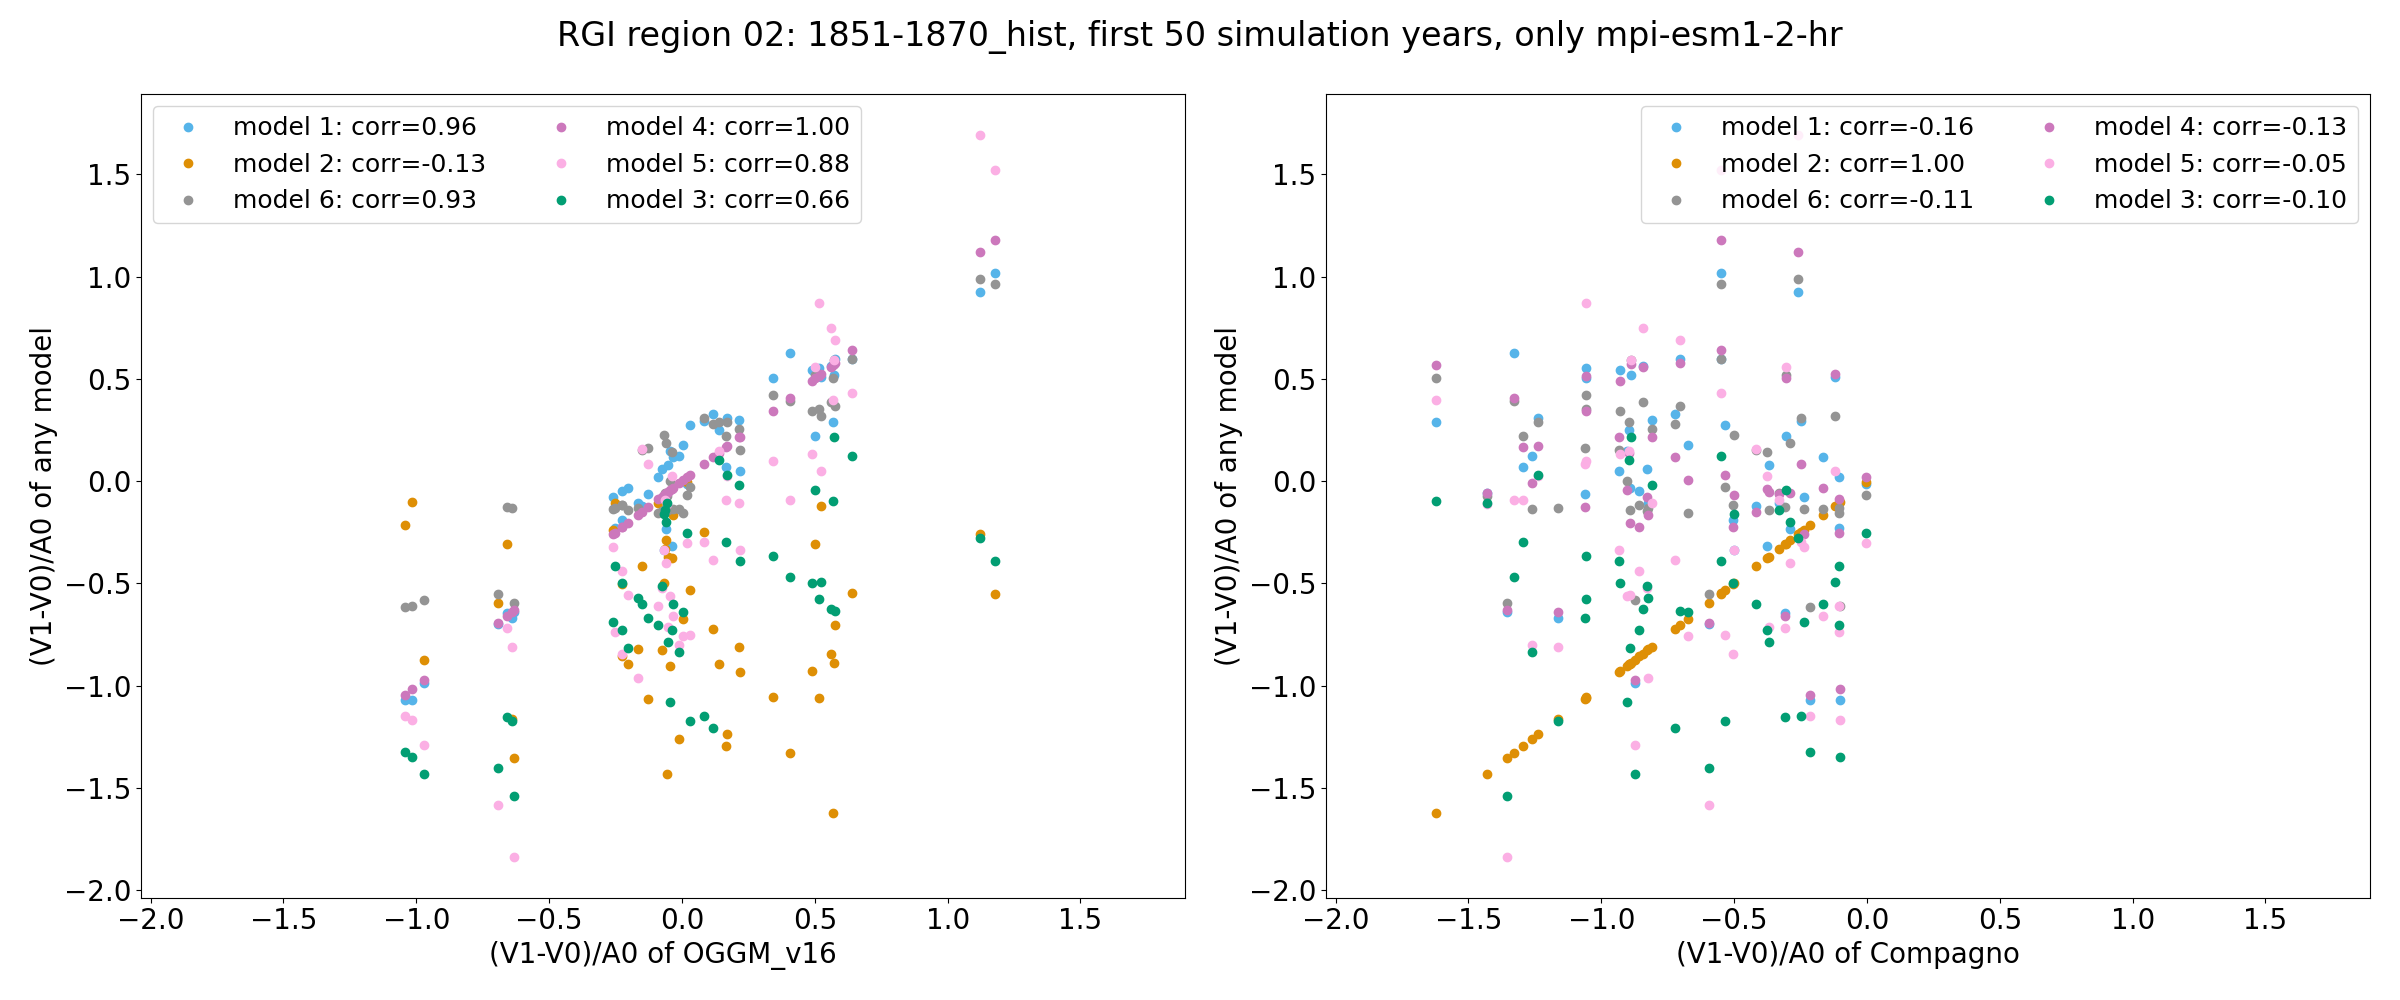 RGI region 02: 1851-1870_hist, first 50 simulation years, only mpi-esm1-2-hr
model 1: corr=0.96
model 2: corr=-0.13
model 6: corr=0.93
model 4: corr=1.00
model 5: corr=0.88
model 3: corr=0.66
(V1-V0)/A0 of any model
1.5
1.0
0.5
0.0
−0.5
−1.0
−1.5
−2.0
−2.0 −1.5 −1.0 −0.5 0.0 0.5 1.0 1.5
(V1-V0)/A0 of OGGM_v16
model 1: corr=-0.16
model 2: corr=1.00
model 6: corr=-0.11
model 4: corr=-0.13
model 5: corr=-0.05
model 3: corr=-0.10
(V1-V0)/A0 of any model
1.5
1.0
0.5
0.0
−0.5
−1.0
−1.5
−2.0
−2.0 −1.5 −1.0 −0.5 0.0 0.5 1.0 1.5
(V1-V0)/A0 of Compagno